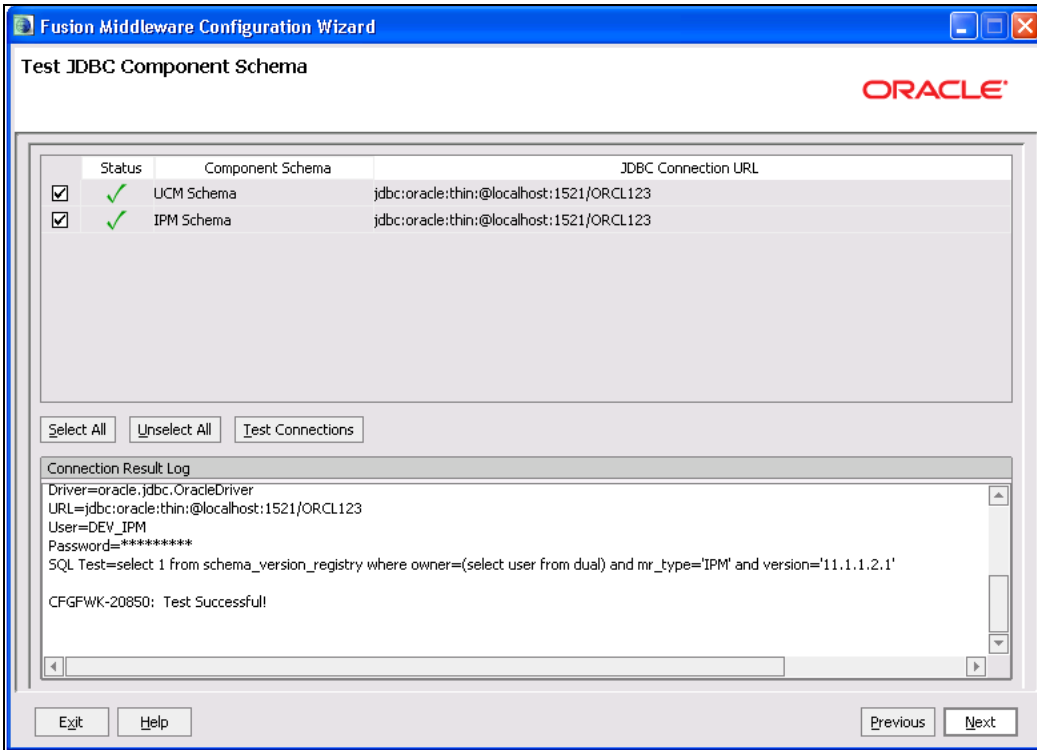 Fusion Middleware Configuration Wizard
Test JDBC Component Schema
ORACLE
Status Component Schema JDBC Connection URL
UCM Schema jdbc:oracle:thin:@localhost:1521/ORCL123
IPM Schema jdbc:oracle:thin:@localhost:1521/ORCL123
Select All Unselect All Test Connections
Connection Result Log
Driver=oracle.jdbc.OracleDriver
URL=jdbc:oracle:thin:@localhost:1521/ORCL123
User=DEV_IPM
Password=*********
SQL Test=select 1 from schema_version_registry where owner=(select user from dual) and mr_type='IPM' and version='11.1.1.2.1'
CFGFWK-20850: Test Successful!
Exit Help Previous Next